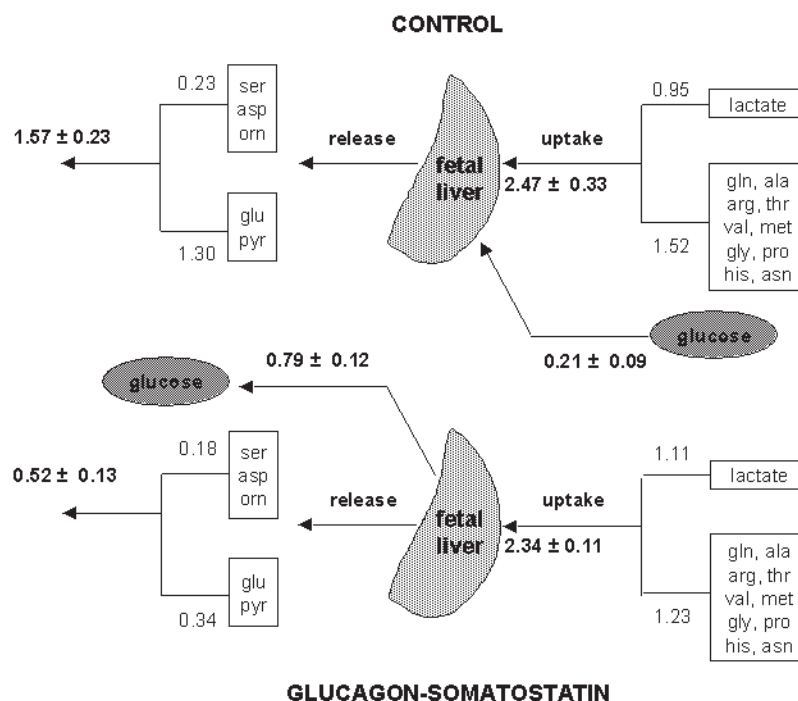 CONTROL
0.23
ser
asp
orn
1.57 ± 0.23
glu
pyr
1.30
release
fetal
liver
uptake
2.47 ± 0.33
0.95
lactate
gln, ala
arg, thr
val, met
gly, pro
his, asn
1.52
glucose
0.21 ± 0.09
glucose
0.79 ± 0.12
0.18
ser
asp
orn
0.52 ± 0.13
glu
pyr
0.34
release
fetal
liver
uptake
2.34 ± 0.11
1.11
lactate
gln, ala
arg, thr
val, met
gly, pro
his, asn
1.23
GLUCAGON-SOMATOSTATIN